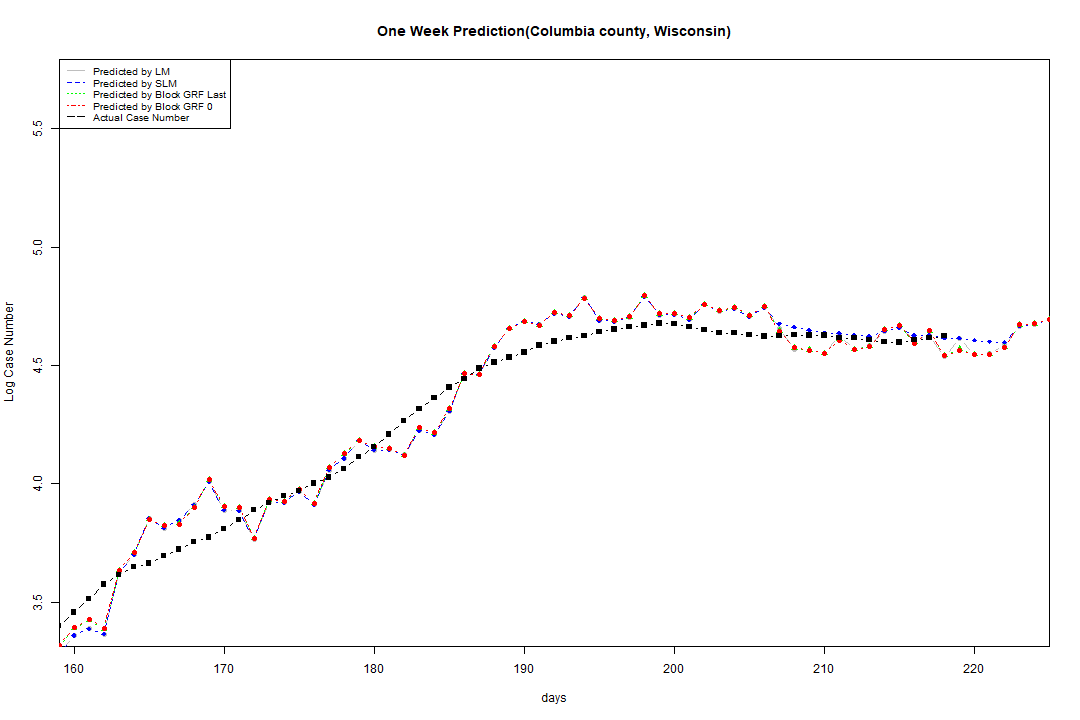 One Week Prediction(Columbia county, Wisconsin)
Predicted by LM
Predicted by SLM
Predicted by Block GRF Last
Predicted by Block GRF 0
Actual Case Number
5.5
5.0
4.5
4.0
3.5
Log Case Number
160 170 180 190 200 210 220
days